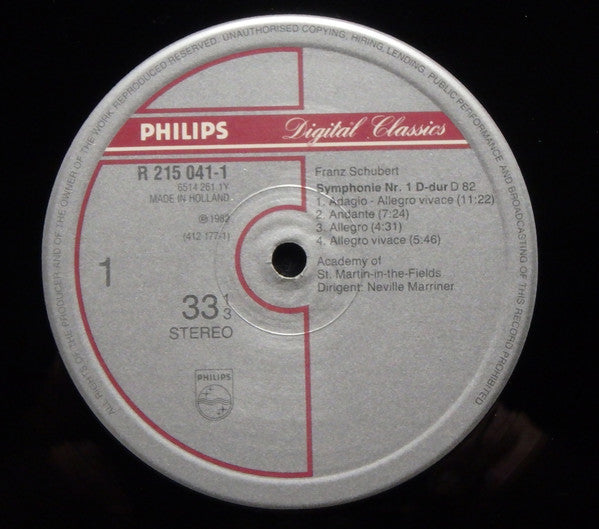 ALL RIGHTS OF THE PRODUCER AND OF THE OWNER OF THE WORK REPRODUCED RESERVED. UNAUTHORISED COPYING, HIRING, LENDING, PUBLIC PERFORMANCE AND BROADCASTING OF THIS RECORD PROHIBITED
PHILIPS Digital Classics
R 215 041-1
6514 261.1Y
MADE IN HOLLAND
℗ 1982
(412 177-1)
1
33 1/3
STEREO
PHILIPS
Franz Schubert
Symphonie Nr. 1 D-dur D 82
1. Adagio - Allegro vivace (11:22)
2. Andante (7:24)
3. Allegro (4:31)
4. Allegro vivace (5:46)
Academy of
St. Martin-in-the-Fields
Dirigent: Neville Marriner